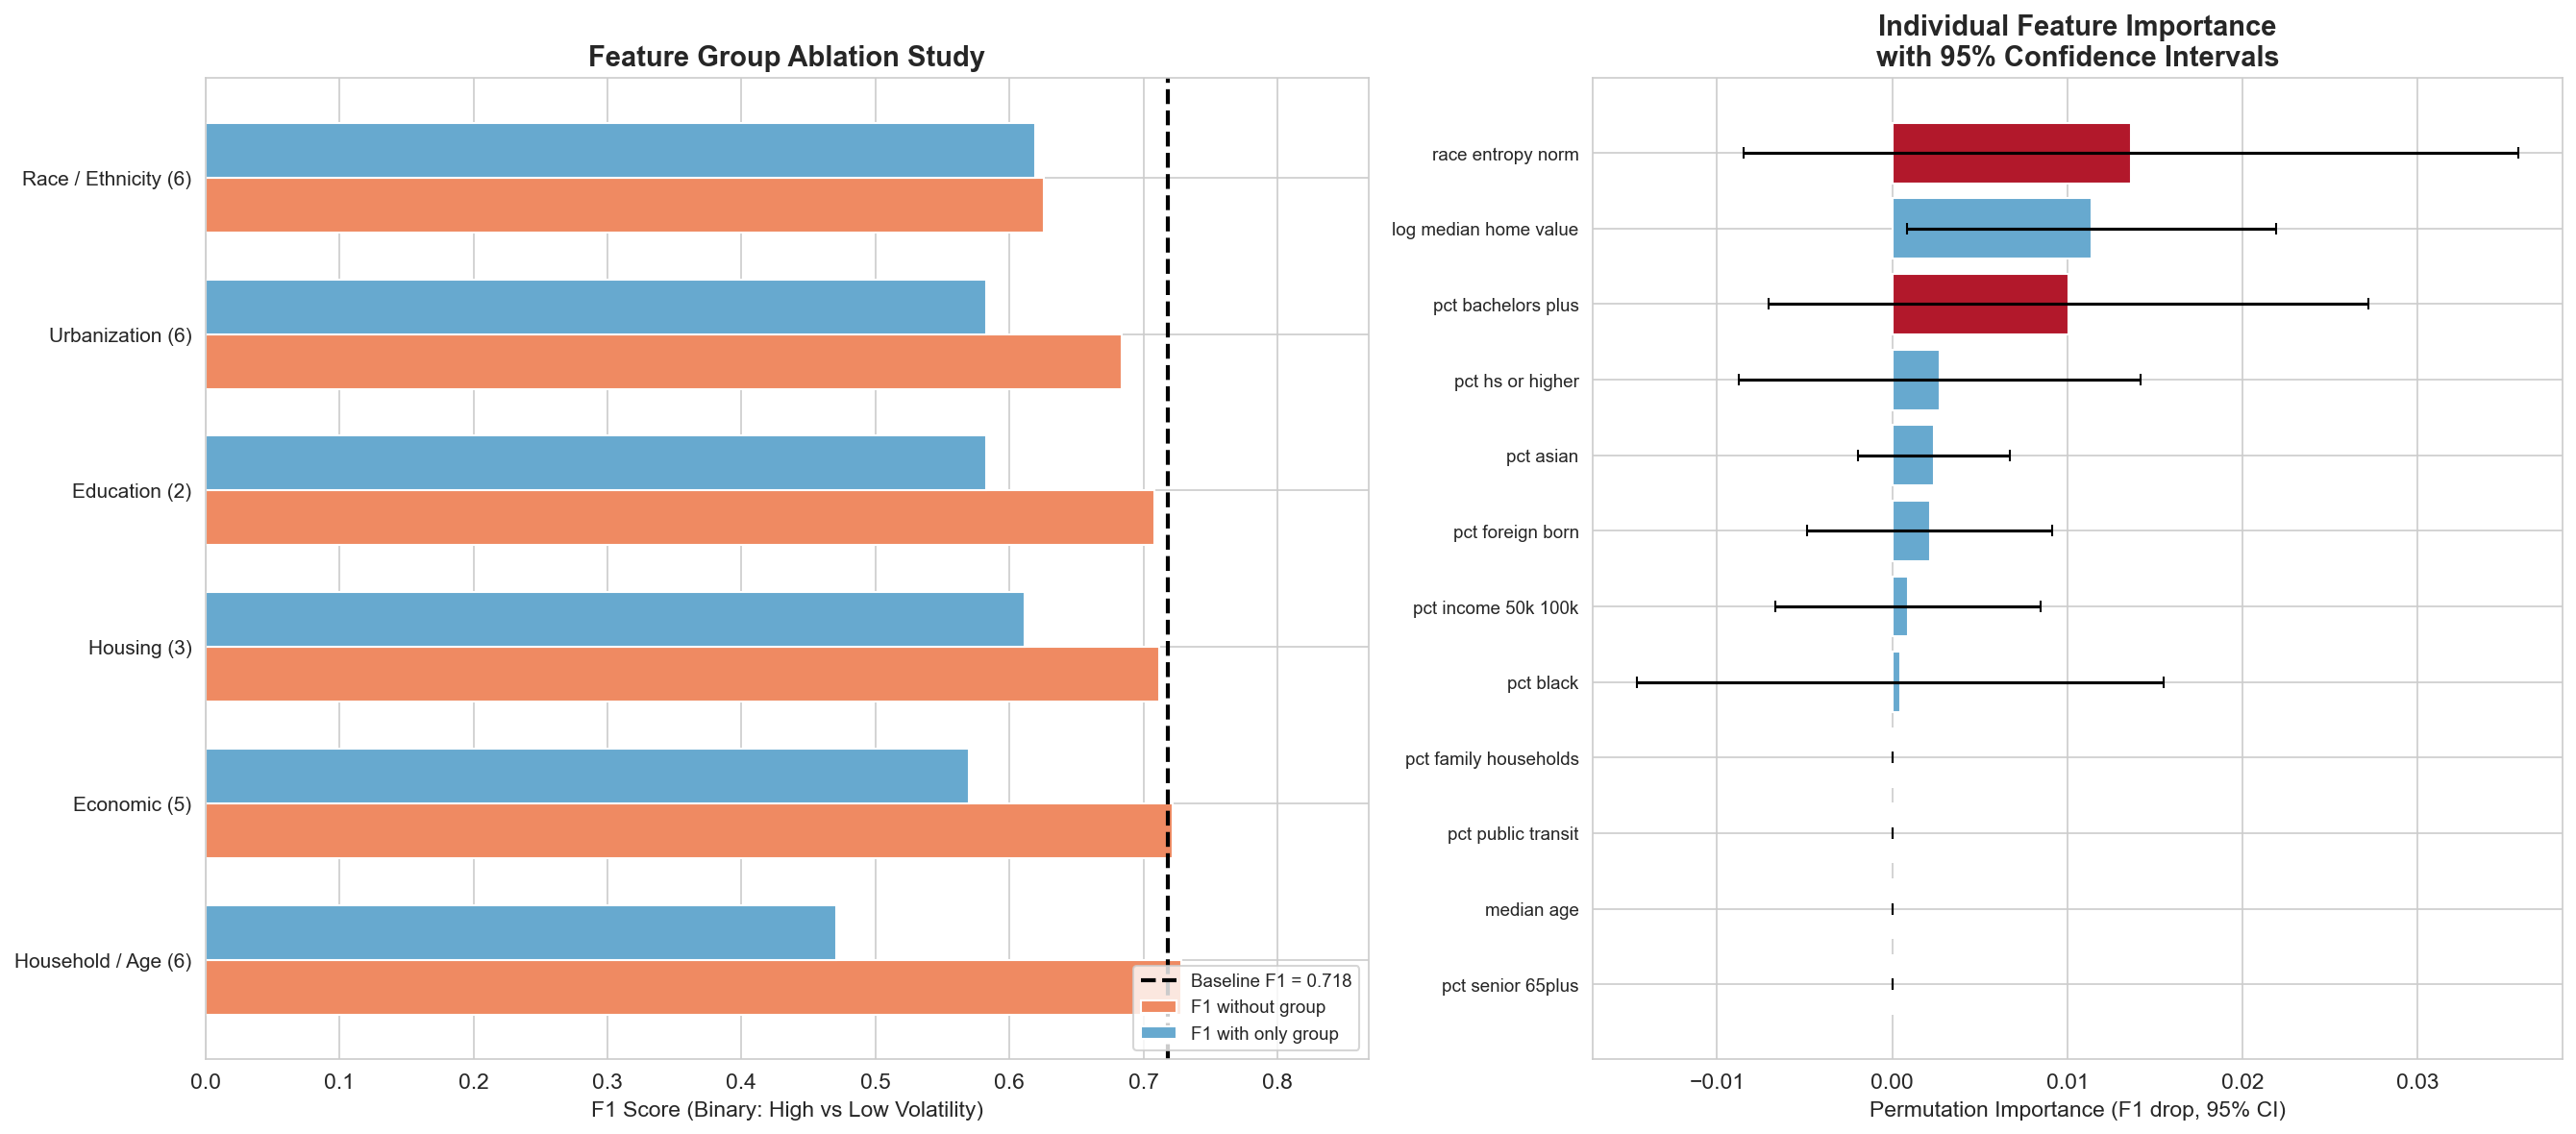 Feature Group Ablation Study
Race / Ethnicity (6)
Urbanization (6)
Education (2)
Housing (3)
Economic (5)
Household / Age (6)
Baseline F1 = 0.718
F1 without group
F1 with only group
0.0 0.1 0.2 0.3 0.4 0.5 0.6 0.7 0.8
F1 Score (Binary: High vs Low Volatility)
Individual Feature Importance
with 95% Confidence Intervals
race entropy norm
log median home value
pct bachelors plus
pct hs or higher
pct asian
pct foreign born
pct income 50k 100k
pct black
pct family households
pct public transit
median age
pct senior 65plus
−0.01 0.00 0.01 0.02 0.03
Permutation Importance (F1 drop, 95% CI)